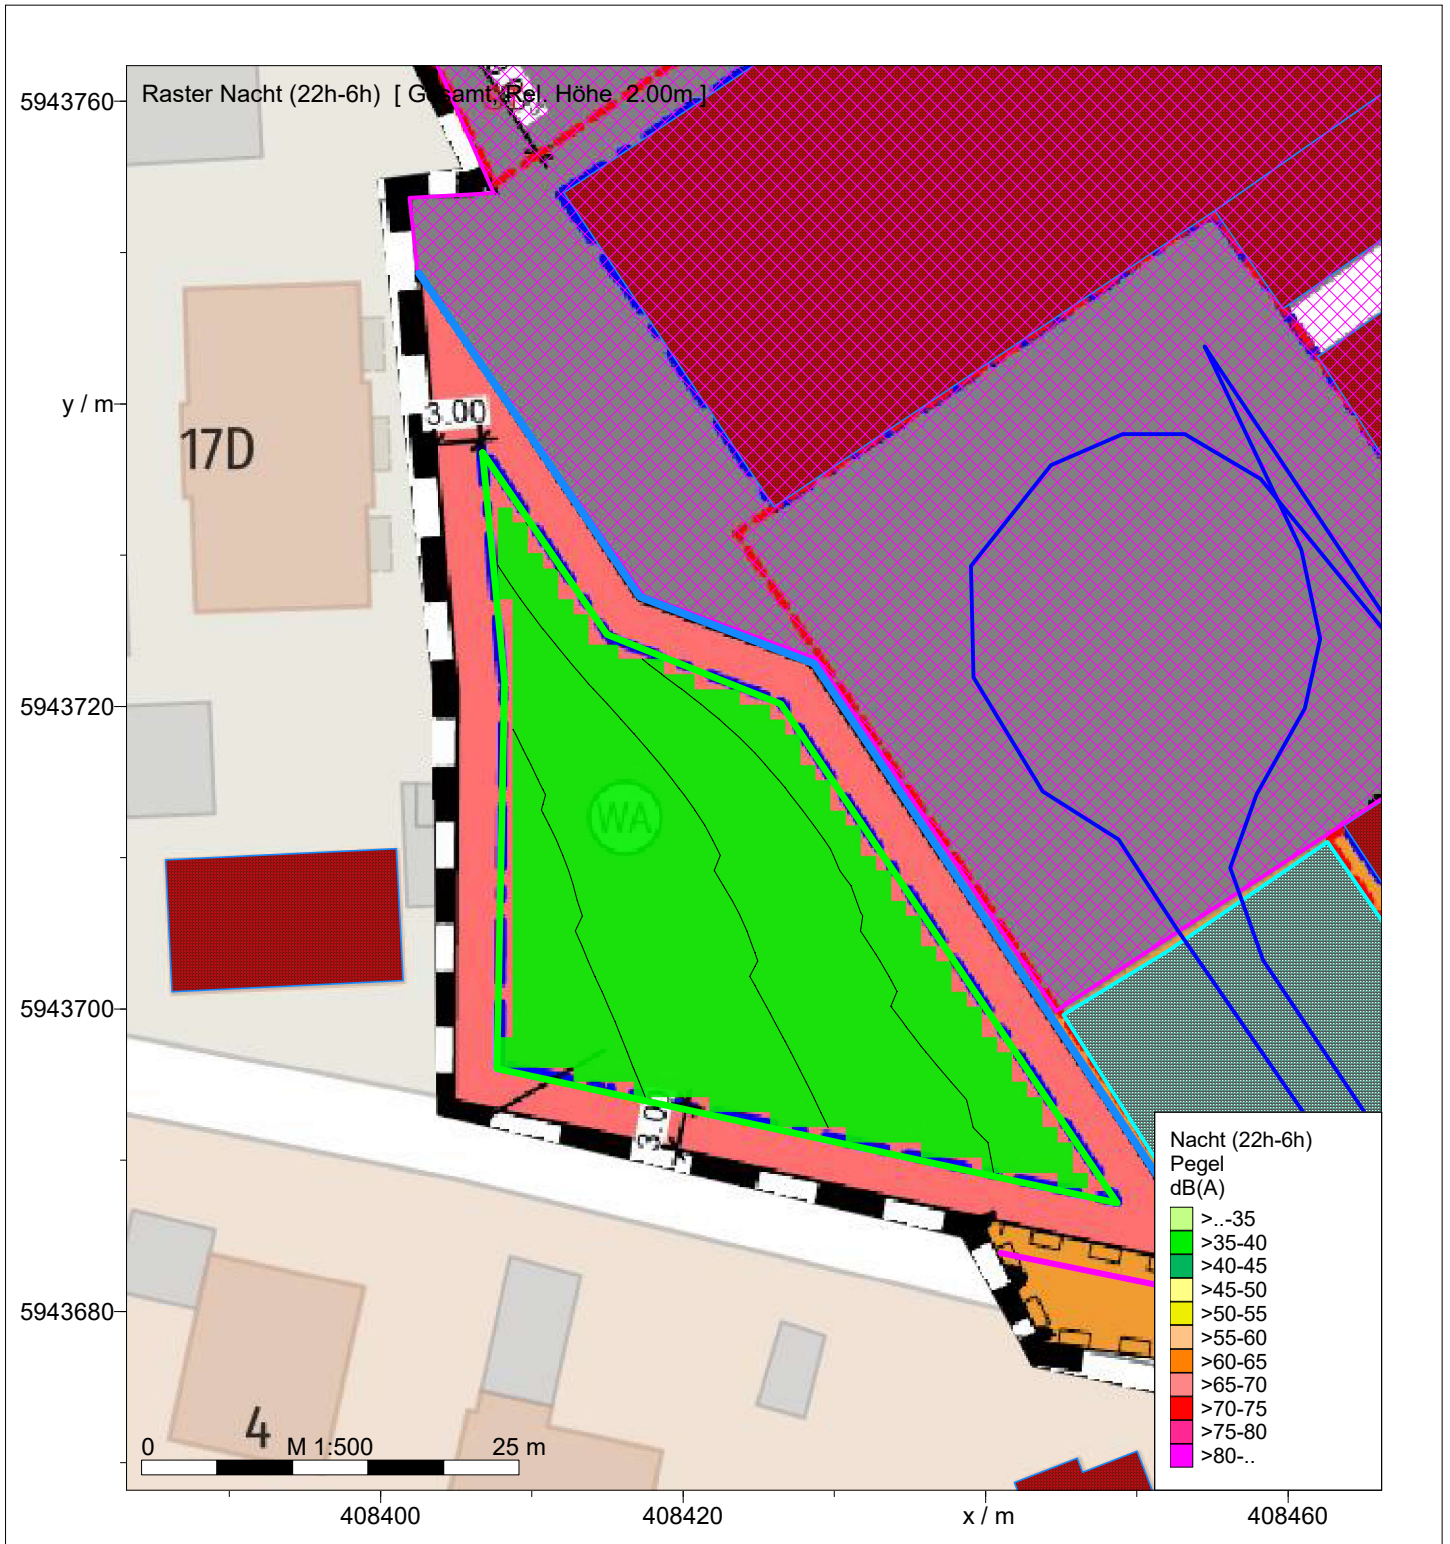 Raster Nacht (22h-6h) [ Gesamt, Rel. Höhe 2.00m ]
5943760
y / m
3.00
17D
5943720
WA
5943700
3.0
Nacht (22h-6h)
Pegel
dB(A)
>..-35
>35-40
>40-45
>45-50
>50-55
>55-60
>60-65
>65-70
>70-75
>75-80
>80-..
5943680
4
0 M 1:500 25 m
408400 408420 x / m 408460